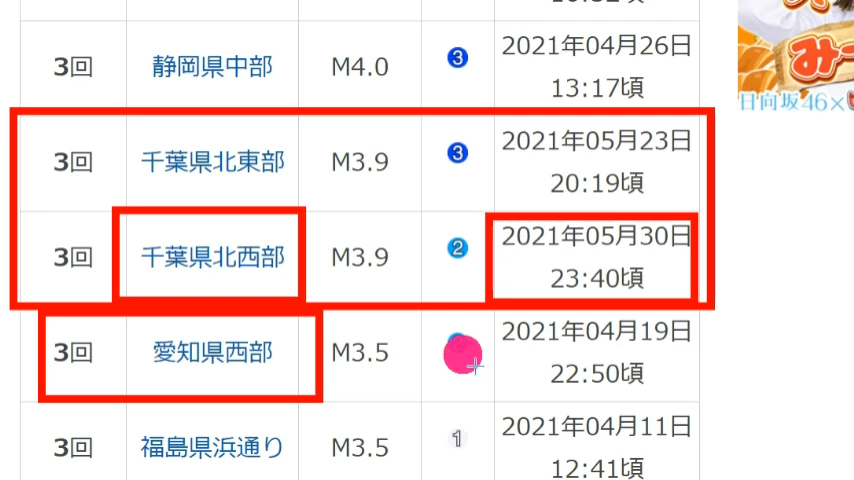 3回 静岡県中部 M4.0 3 2021年04月26日
13:17頃
3回 千葉県北東部 M3.9 3 2021年05月23日
20:19頃
3回 千葉県北西部 M3.9 2 2021年05月30日
23:40頃
3回 愛知県西部 M3.5 2021年04月19日
22:50頃
3回 福島県浜通り M3.5 1 2021年04月11日
12:41頃
日向坂46×